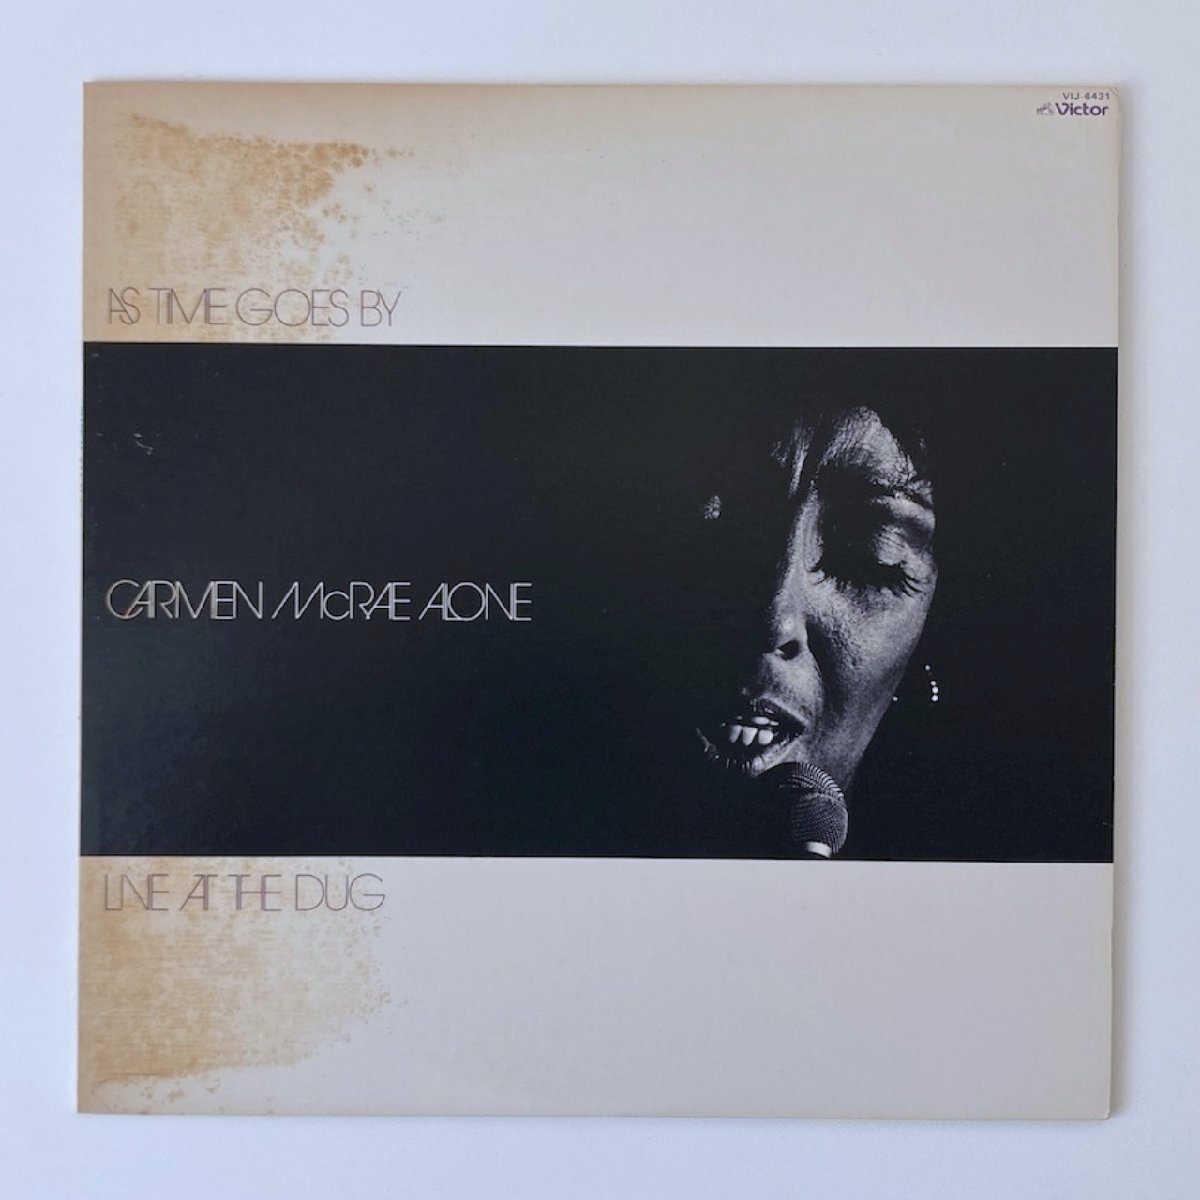 VIJ-6431
Victor
AS TIME GOES BY
CARMEN McRAE ALONE
LIVE AT THE DUG